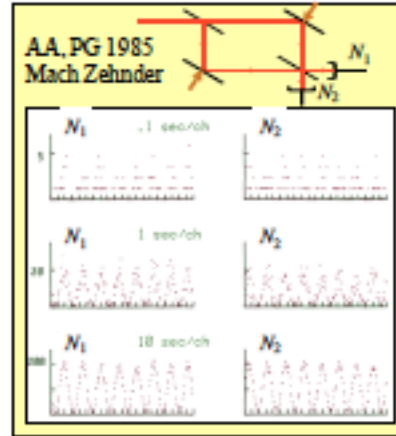 AA, PG 1985
Mach Zehnder
N₁
N₂
N₁ .1 sec/ch N₂
5
N₁ 1 sec/ch N₂
N₁ 10 sec/ch N₂